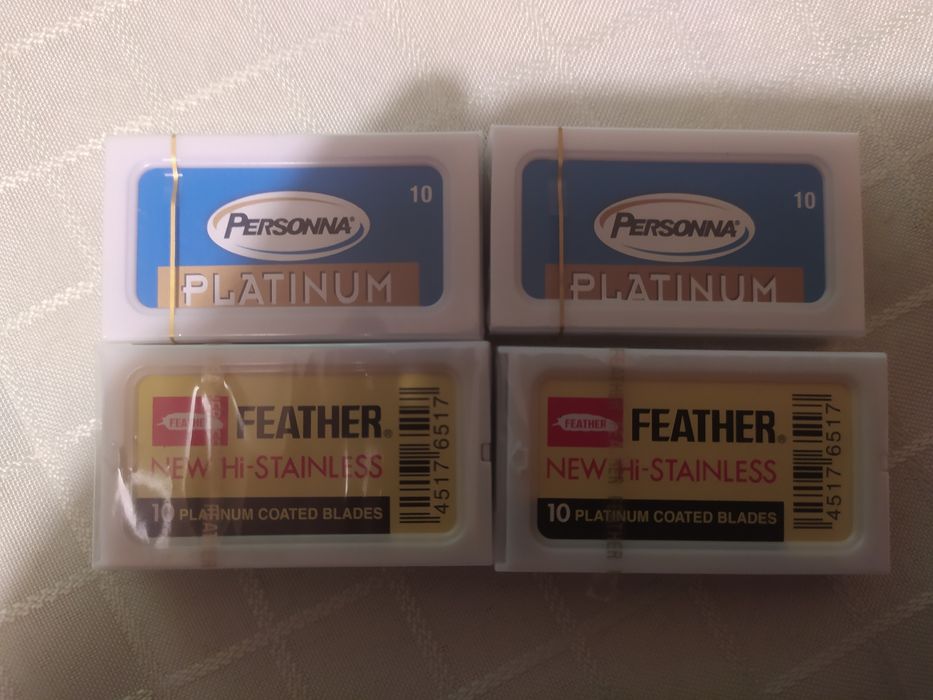 10
PERSONNA®
PLATINUM
10
PERSONNA®
PLATINUM
FEATHER
FEATHER®
NEW Hi-STAINLESS
10 PLATINUM COATED BLADES
4517 6517
FEATHER
FEATHER®
NEW Hi-STAINLESS
10 PLATINUM COATED BLADES
4517 6517
FEATHER